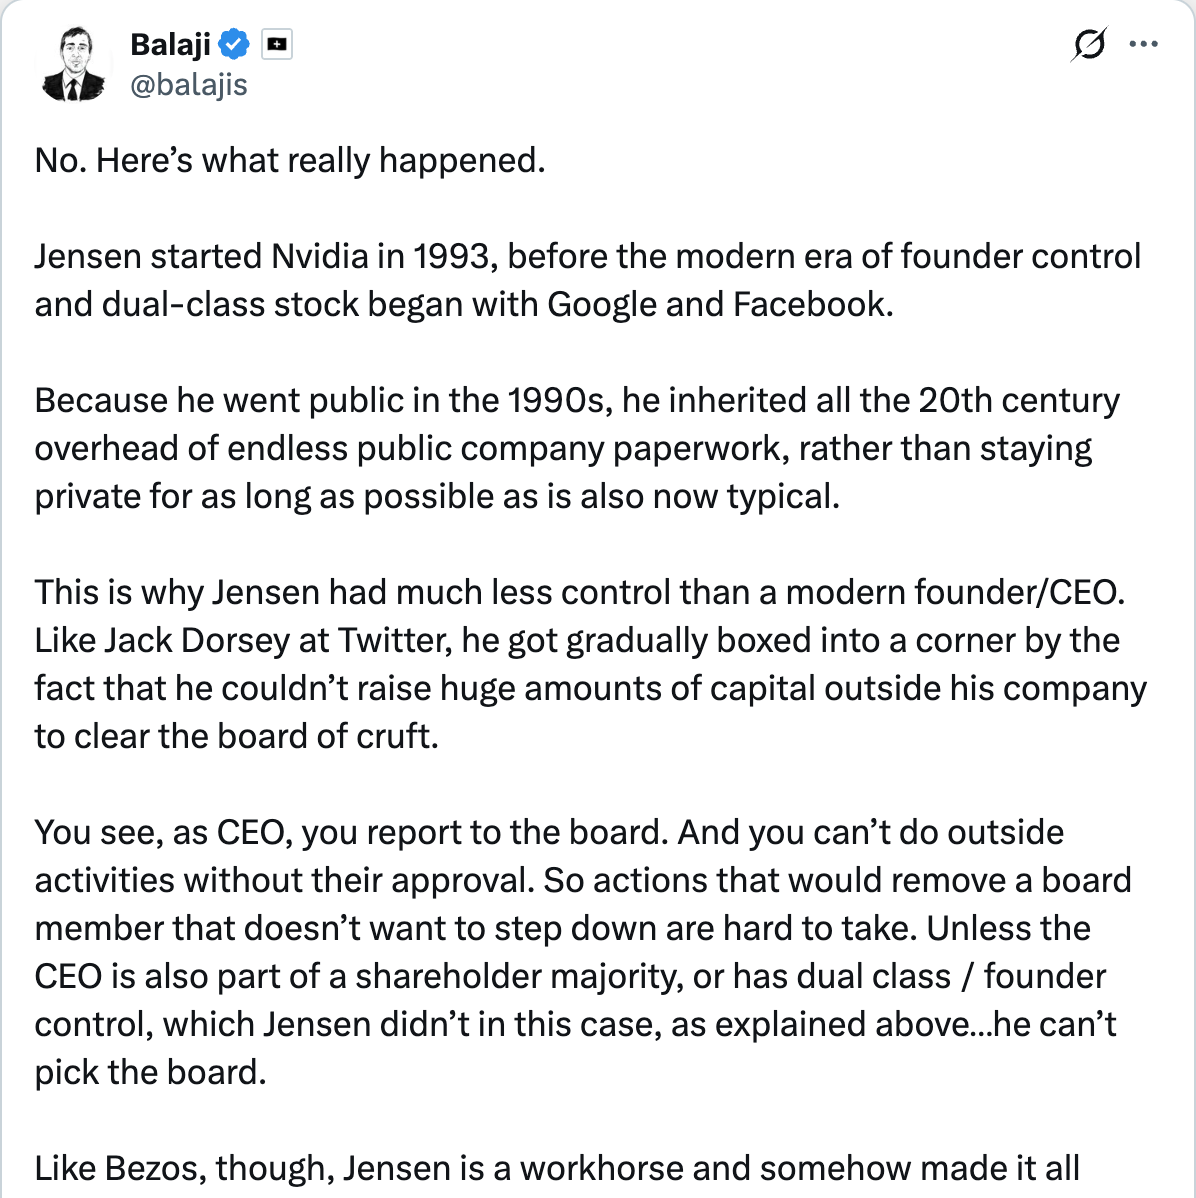 Balaji
@balajis
No. Here’s what really happened.
Jensen started Nvidia in 1993, before the modern era of founder control
and dual-class stock began with Google and Facebook.
Because he went public in the 1990s, he inherited all the 20th century
overhead of endless public company paperwork, rather than staying
private for as long as possible as is also now typical.
This is why Jensen had much less control than a modern founder/CEO.
Like Jack Dorsey at Twitter, he got gradually boxed into a corner by the
fact that he couldn’t raise huge amounts of capital outside his company
to clear the board of cruft.
You see, as CEO, you report to the board. And you can’t do outside
activities without their approval. So actions that would remove a board
member that doesn’t want to step down are hard to take. Unless the
CEO is also part of a shareholder majority, or has dual class / founder
control, which Jensen didn’t in this case, as explained above...he can’t
pick the board.
Like Bezos, though, Jensen is a workhorse and somehow made it all